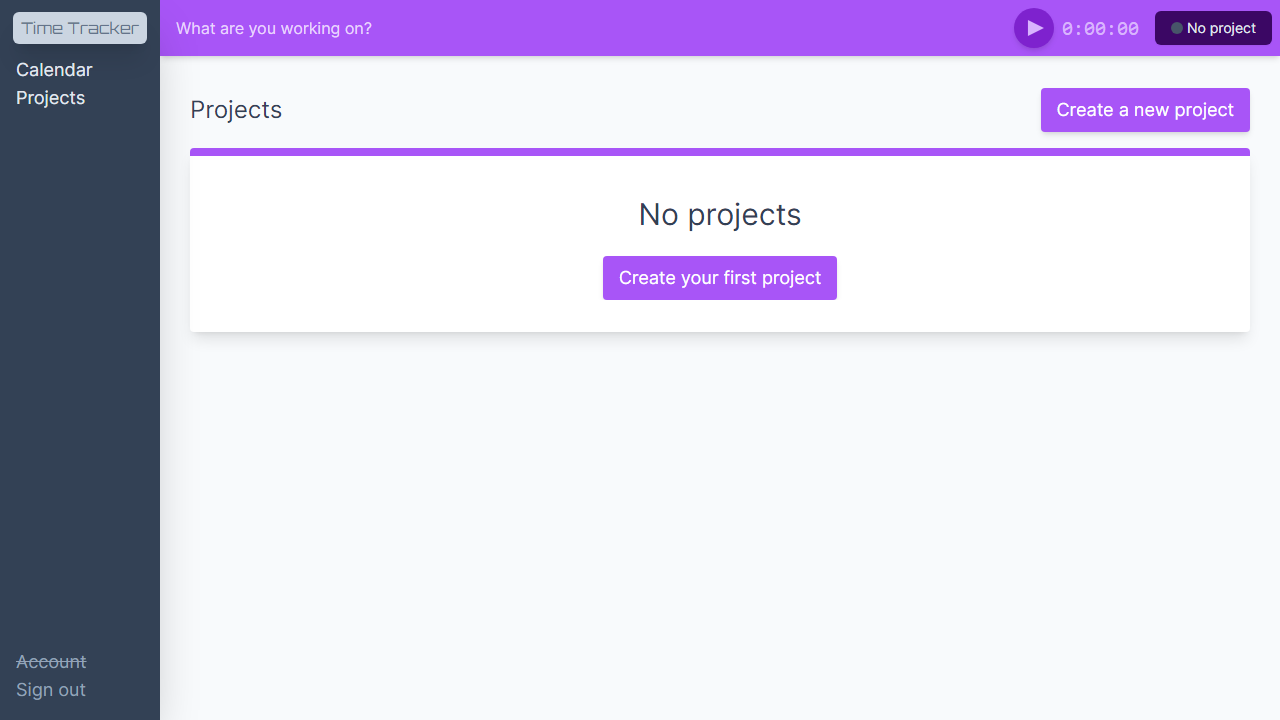 Time Tracker
Calendar
Projects
Account
Sign out
What are you working on?
0:00:00
No project
Projects
Create a new project
No projects
Create your first project